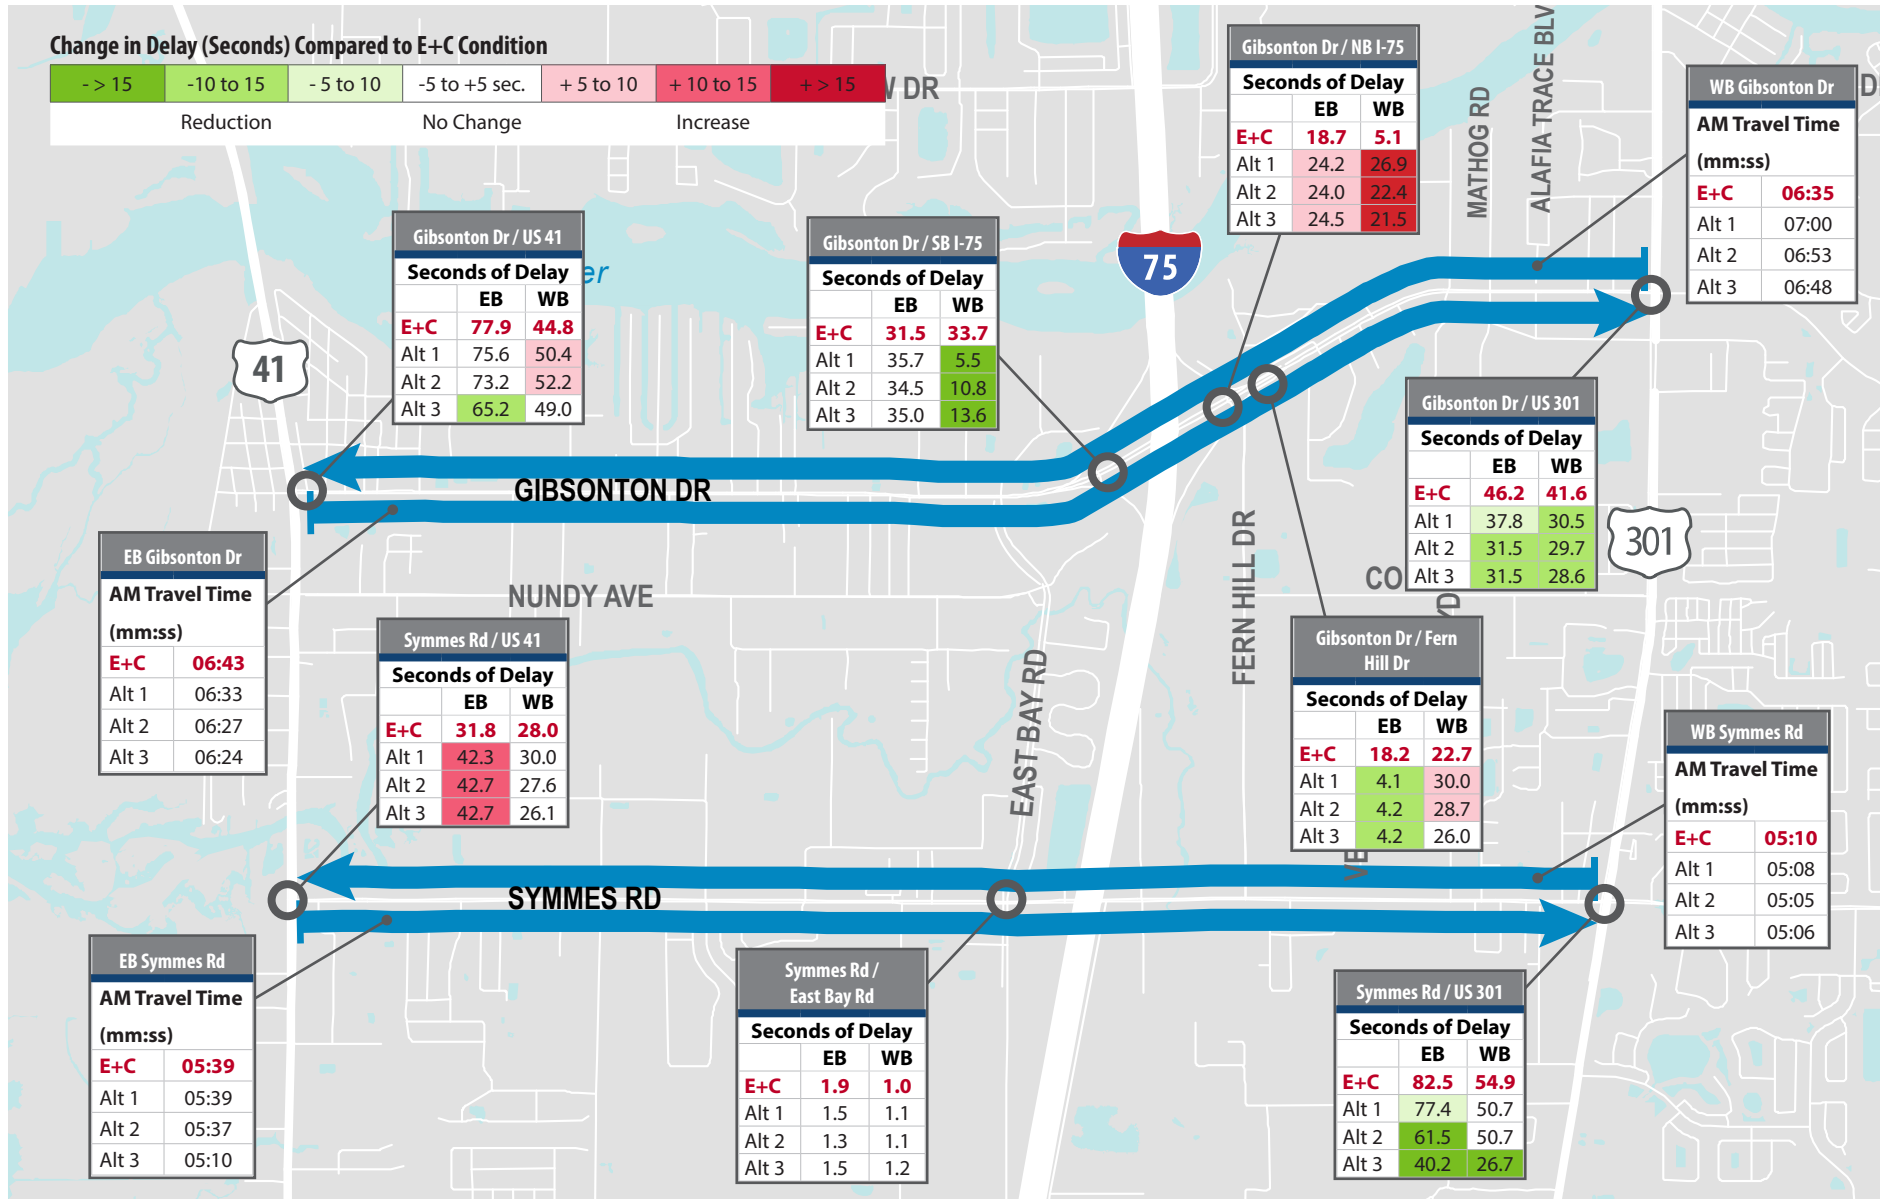 Change in Delay (Seconds) Compared to E+C Condition
- > 15 -10 to 15 - 5 to 10 -5 to +5 sec. + 5 to 10 + 10 to 15 + > 15
Reduction No Change Increase
DR
Gibsonton Dr / NB I-75
Seconds of Delay
EB WB
E+C 18.7 5.1
Alt 1 24.2 26.9
Alt 2 24.0 22.4
Alt 3 24.5 21.5
MATHOG RD
ALAFIA TRACE BLV
WB Gibsonton Dr
AM Travel Time
(mm:ss)
E+C 06:35
Alt 1 07:00
Alt 2 06:53
Alt 3 06:48
D
Gibsonton Dr / US 41
Seconds of Delay
EB WB
E+C 77.9 44.8
Alt 1 75.6 50.4
Alt 2 73.2 52.2
Alt 3 65.2 49.0
er
Gibsonton Dr / SB I-75
Seconds of Delay
EB WB
E+C 31.5 33.7
Alt 1 35.7 5.5
Alt 2 34.5 10.8
Alt 3 35.0 13.6
75
41
Gibsonton Dr / US 301
Seconds of Delay
EB WB
E+C 46.2 41.6
Alt 1 37.8 30.5
Alt 2 31.5 29.7
Alt 3 31.5 28.6
301
GIBSONTON DR
EB Gibsonton Dr
AM Travel Time
(mm:ss)
E+C 06:43
Alt 1 06:33
Alt 2 06:27
Alt 3 06:24
NUNDY AVE
FERN HILL DR
CO
YD
Symmes Rd / US 41
Seconds of Delay
EB WB
E+C 31.8 28.0
Alt 1 42.3 30.0
Alt 2 42.7 27.6
Alt 3 42.7 26.1
EAST BAY RD
Gibsonton Dr / Fern
Hill Dr
Seconds of Delay
EB WB
E+C 18.2 22.7
Alt 1 4.1 30.0
Alt 2 4.2 28.7
Alt 3 4.2 26.0
WB Symmes Rd
AM Travel Time
(mm:ss)
E+C 05:10
Alt 1 05:08
Alt 2 05:05
Alt 3 05:06
SYMMES RD
EB Symmes Rd
AM Travel Time
(mm:ss)
E+C 05:39
Alt 1 05:39
Alt 2 05:37
Alt 3 05:10
Symmes Rd /
East Bay Rd
Seconds of Delay
EB WB
E+C 1.9 1.0
Alt 1 1.5 1.1
Alt 2 1.3 1.1
Alt 3 1.5 1.2
Symmes Rd / US 301
Seconds of Delay
EB WB
E+C 82.5 54.9
Alt 1 77.4 50.7
Alt 2 61.5 50.7
Alt 3 40.2 26.7